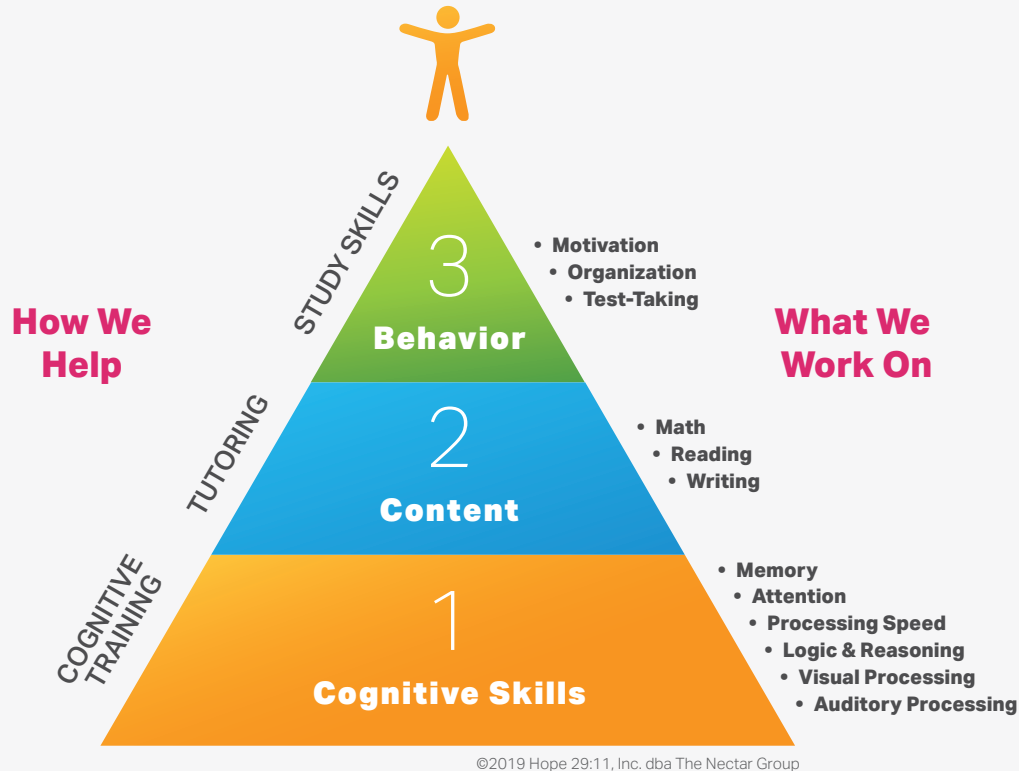 How We
Help
STUDY SKILLS
TUTORING
COGNITIVE
TRAINING
3
Behavior
2
Content
1
Cognitive Skills
What We
Work On
• Motivation
• Organization
• Test-Taking
• Math
• Reading
• Writing
• Memory
• Attention
• Processing Speed
• Logic & Reasoning
• Visual Processing
• Auditory Processing
©2019 Hope 29:11, Inc. dba The Nectar Group